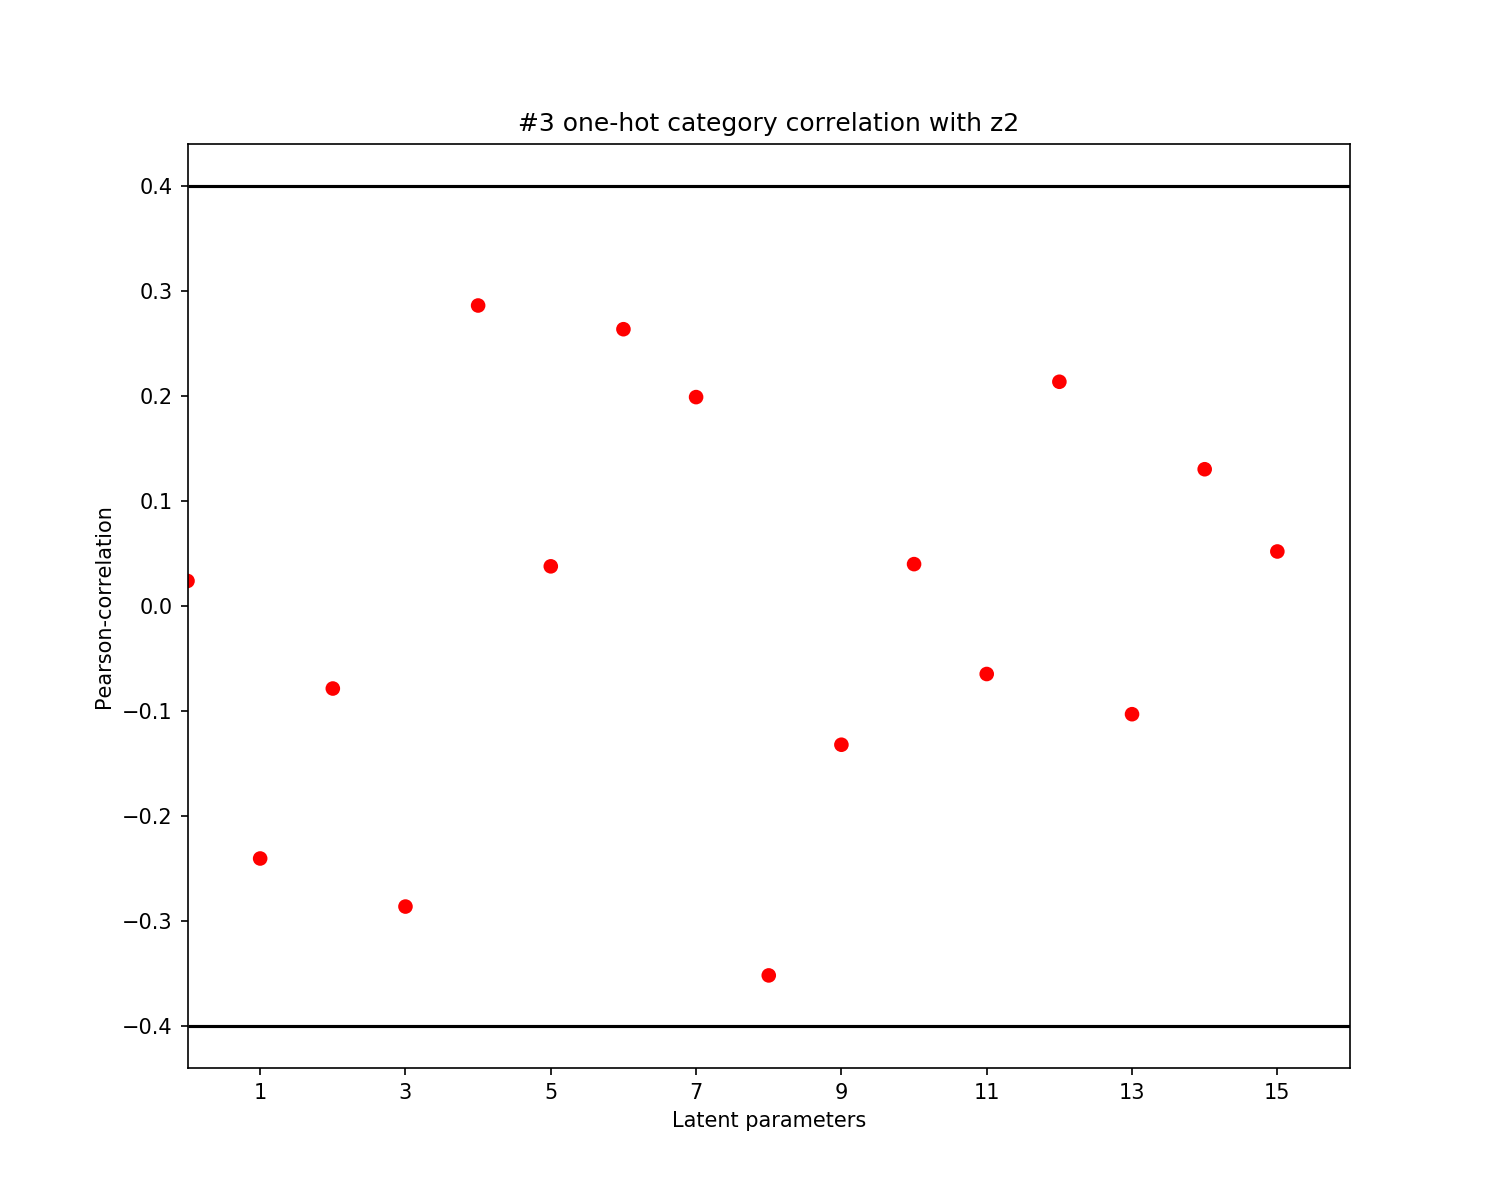 #3 one-hot category correlation with z2
0.4
0.3
0.2
0.1
0.0
−0.1
−0.2
−0.3
−0.4
Pearson-correlation
1 3 5 7 9 11 13 15
Latent parameters